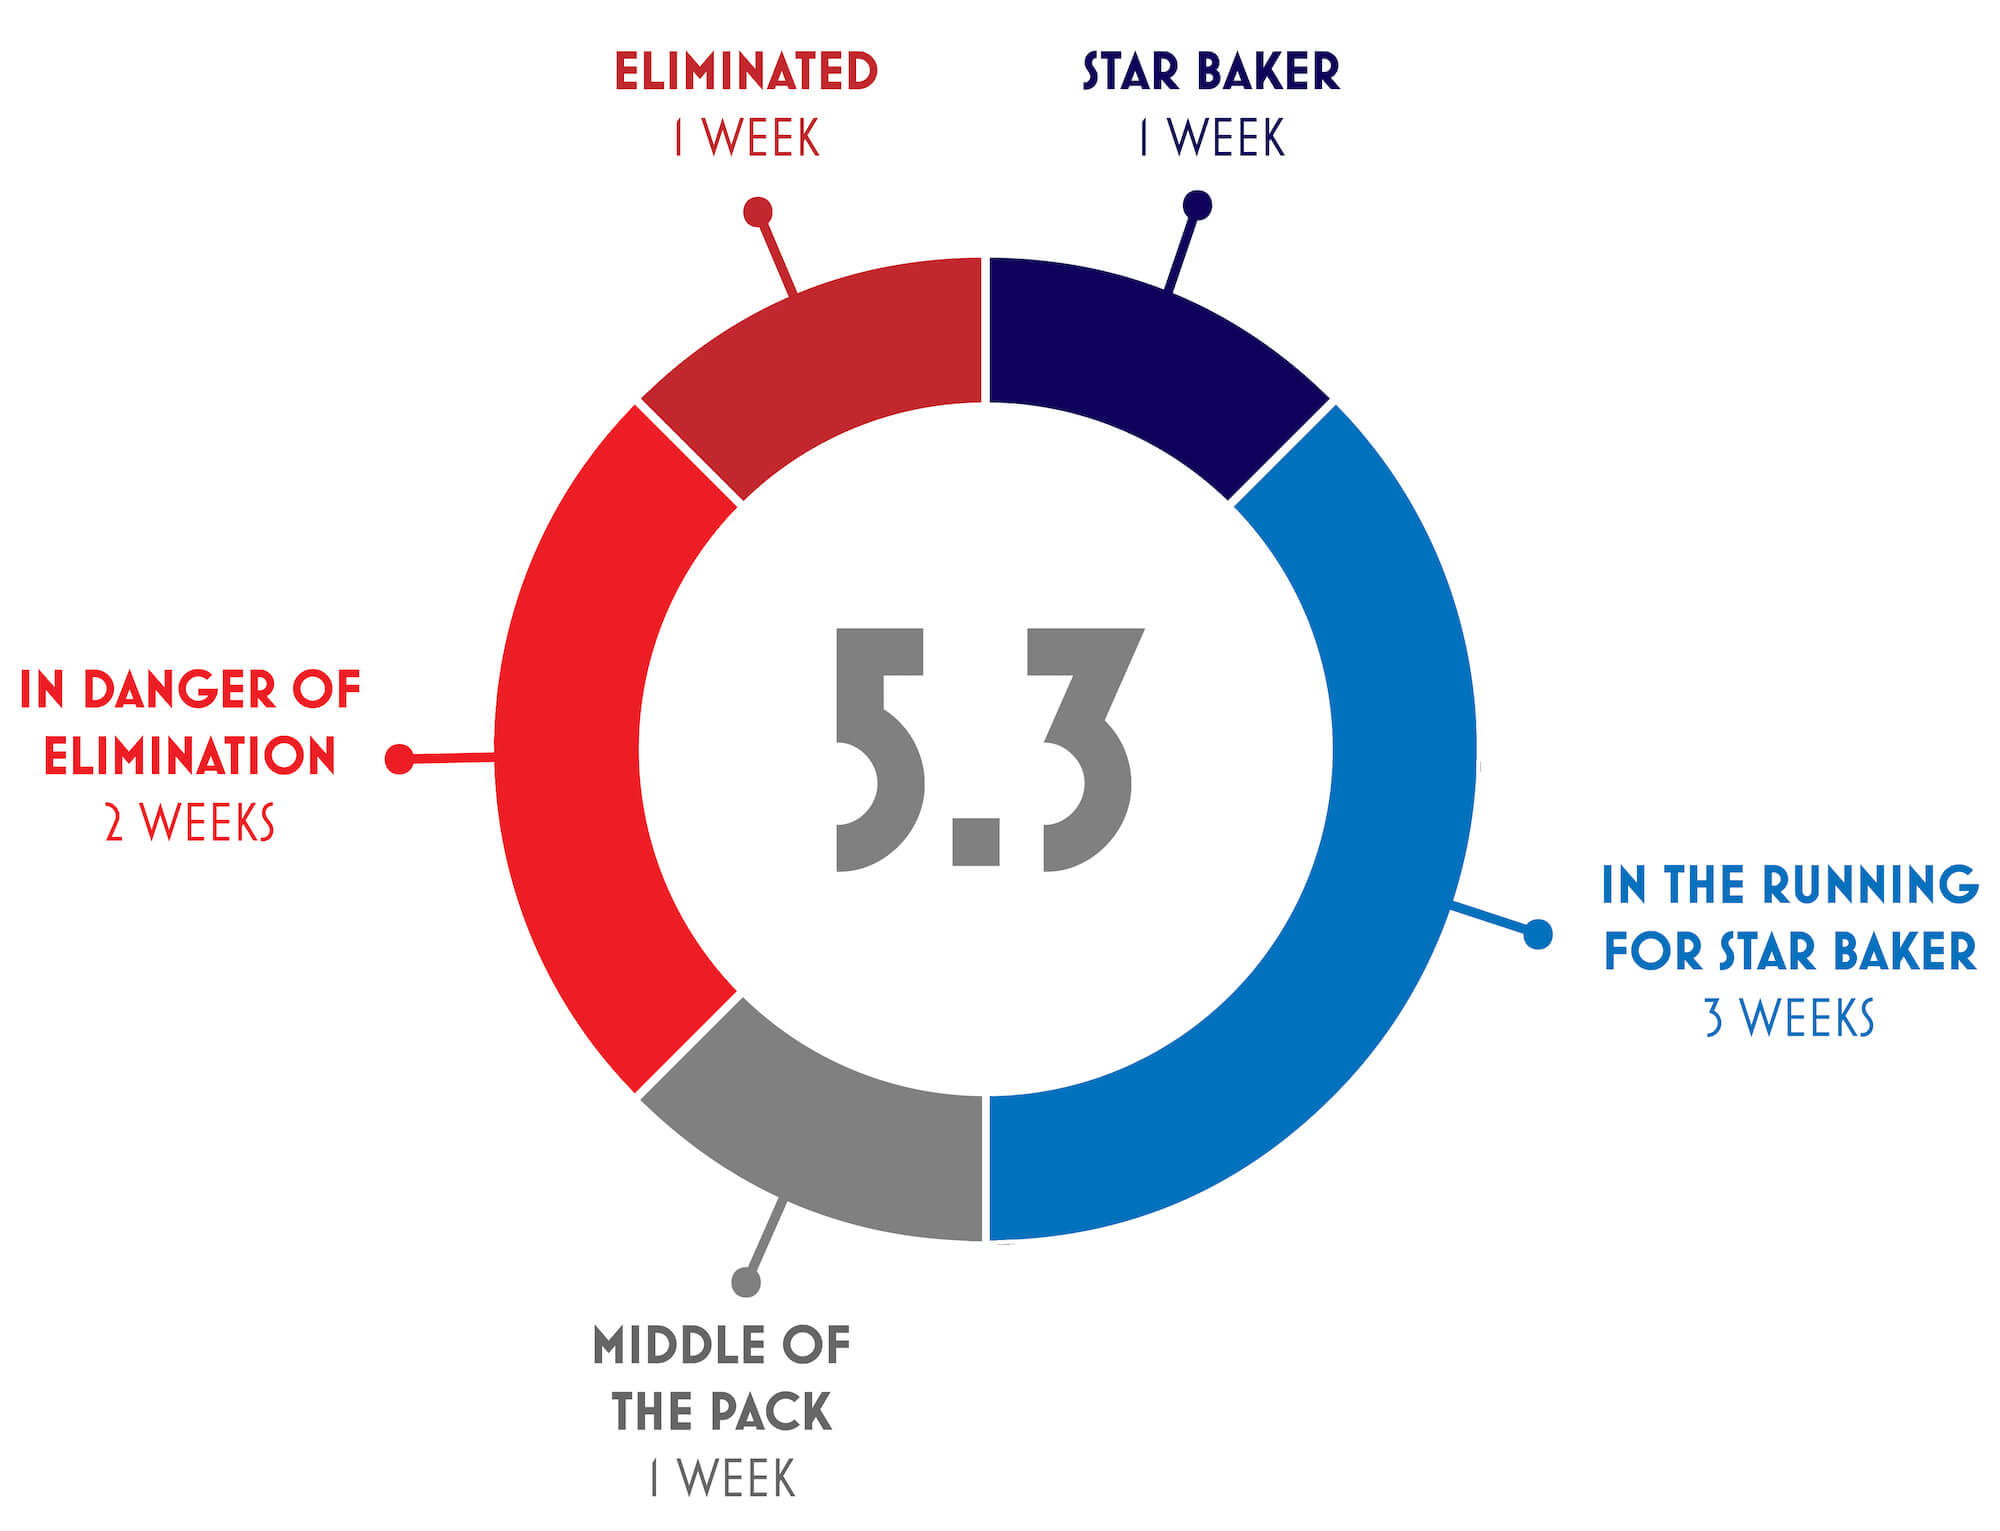 ELIMINATED
1 WEEK
STAR BAKER
1 WEEK
5.3
IN DANGER OF
ELIMINATION
2 WEEKS
IN THE RUNNING
FOR STAR BAKER
3 WEEKS
MIDDLE OF
THE PACK
1 WEEK